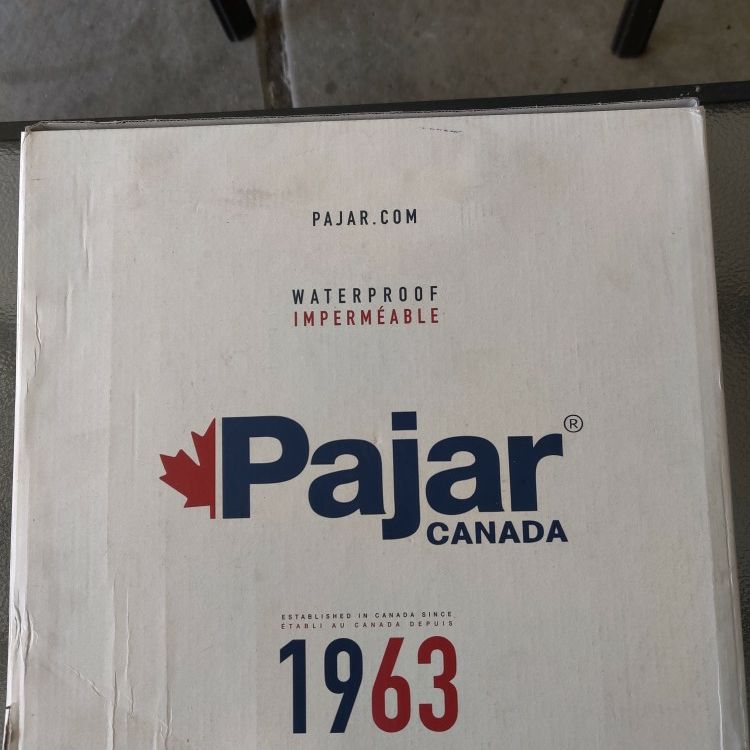 PAJAR.COM
WATERPROOF
IMPERMÉABLE
Pajar®
CANADA
ESTABLISHED IN CANADA SINCE
ÉTABLI AU CANADA DEPUIS
1963